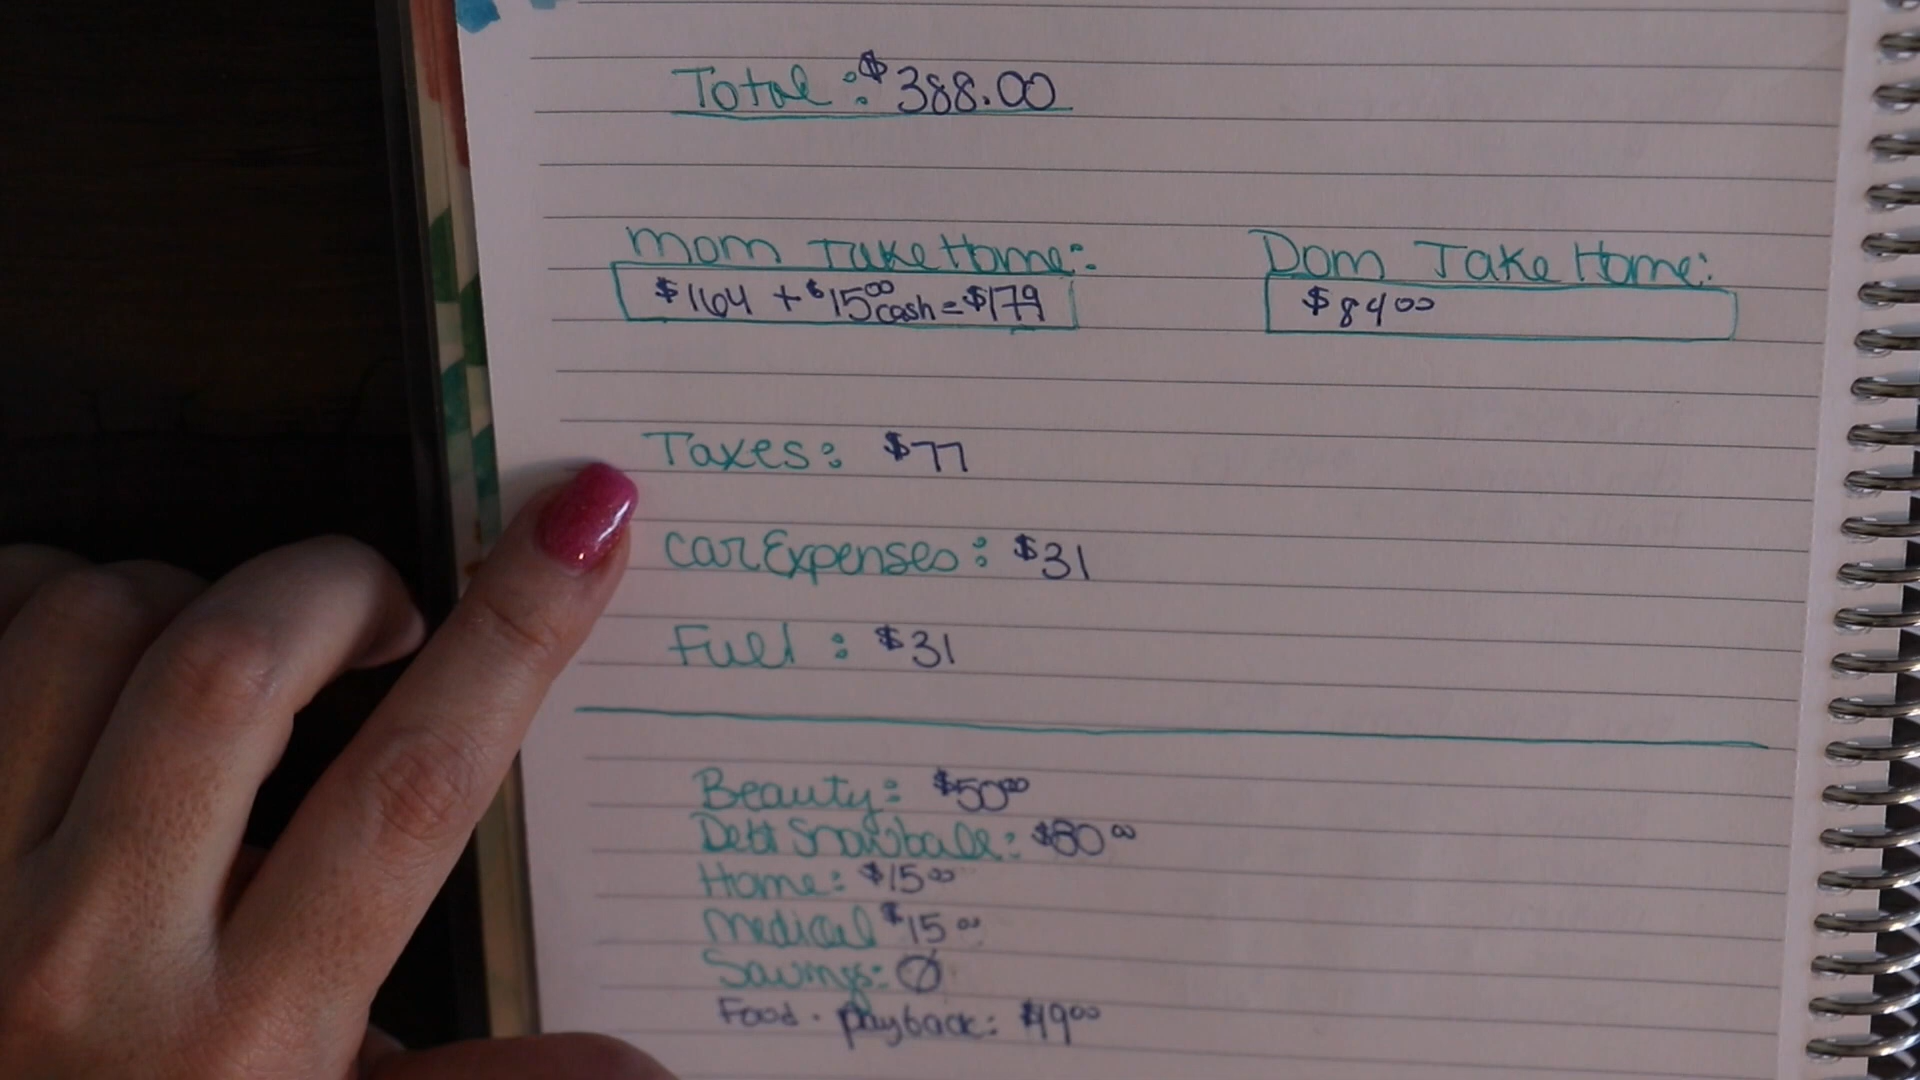 Total : $388.00
Mom Take Home:
Dom Take Home:
$164 + $15.00 cash = $179
$84 00
Taxes: $77
Car Expenses: $31
Fuel : $31
Beauty: $50 00
Debt Snowball: $50 00
Home: $15 00
Medical $15 00
Savings: Ø
Food - payback: $49 00